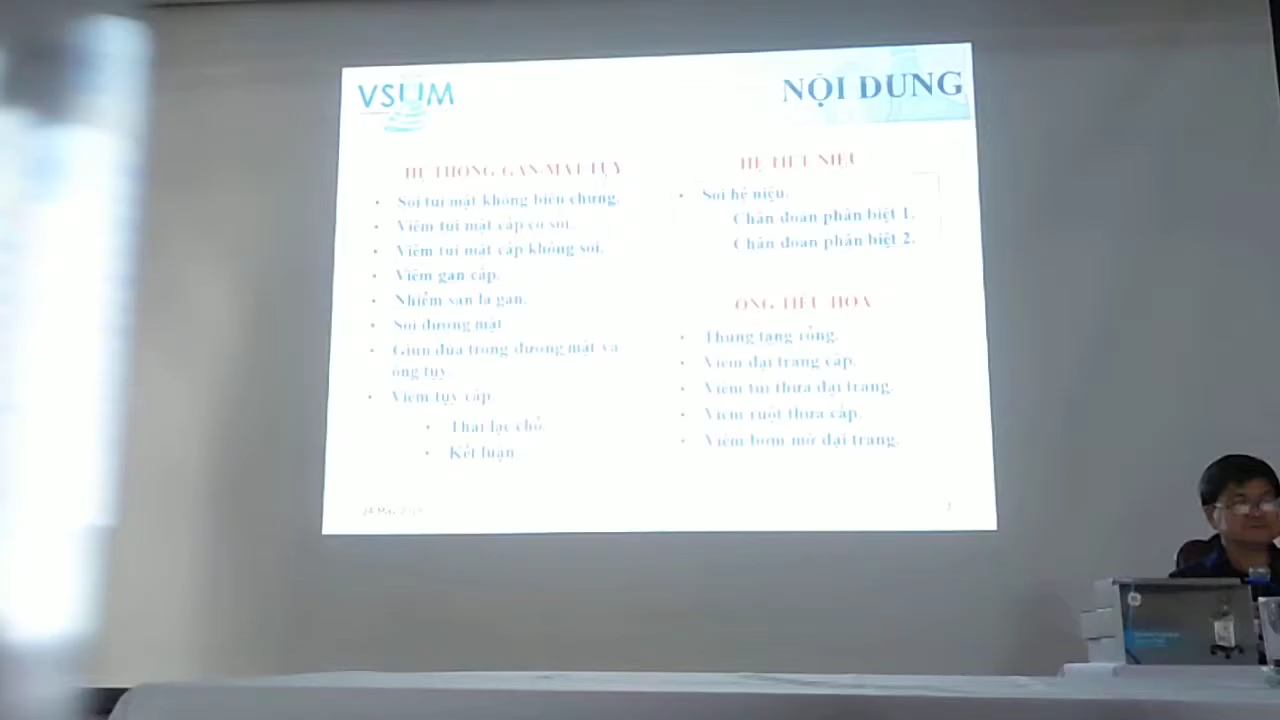 VSUM
NỘI DUNG
HỆ THỐNG GAN MẬT TỤY
Sỏi túi mật không biến chứng.
Viêm túi mật cấp có sỏi.
Viêm túi mật cấp không sỏi.
Viêm gan cấp.
Nhiễm sán lá gan.
Sỏi đường mật
Giun đũa trong đường mật và
ống tụy.
Viêm tụy cấp
Thai lạc chỗ.
Kết luận
HỆ TIẾT NIỆU
Sỏi hệ niệu.
Chẩn đoán phân biệt 1.
Chẩn đoán phân biệt 2.
ỐNG TIÊU HÓA
Thủng tạng rỗng.
Viêm đại tràng cấp.
Viêm túi thừa đại tràng.
Viêm ruột thừa cấp.
Viêm bờm mỡ đại tràng.